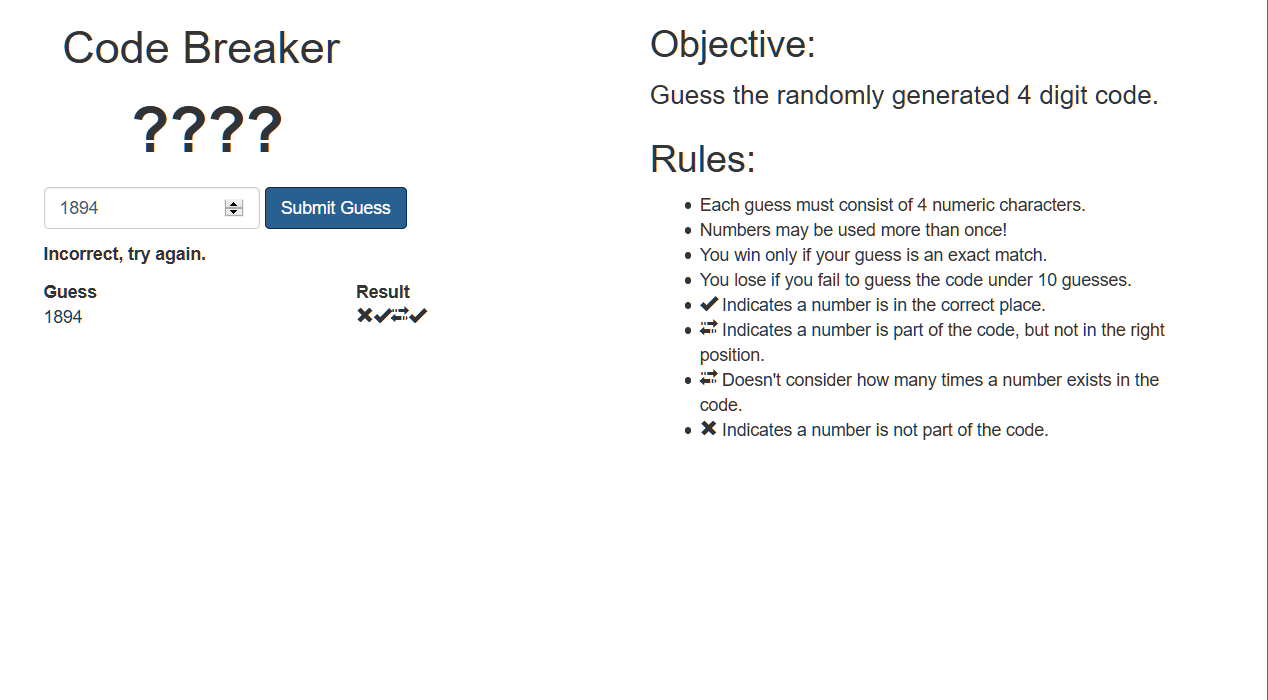 Code Breaker
????
1894
Submit Guess
Incorrect, try again.
Guess Result
1894 ✖✔⇄✔
Objective:
Guess the randomly generated 4 digit code.
Rules:
• Each guess must consist of 4 numeric characters.
• Numbers may be used more than once!
• You win only if your guess is an exact match.
• You lose if you fail to guess the code under 10 guesses.
• ✔ Indicates a number is in the correct place.
• ⇄ Indicates a number is part of the code, but not in the right
position.
• ⇄ Doesn't consider how many times a number exists in the
code.
• ✖ Indicates a number is not part of the code.